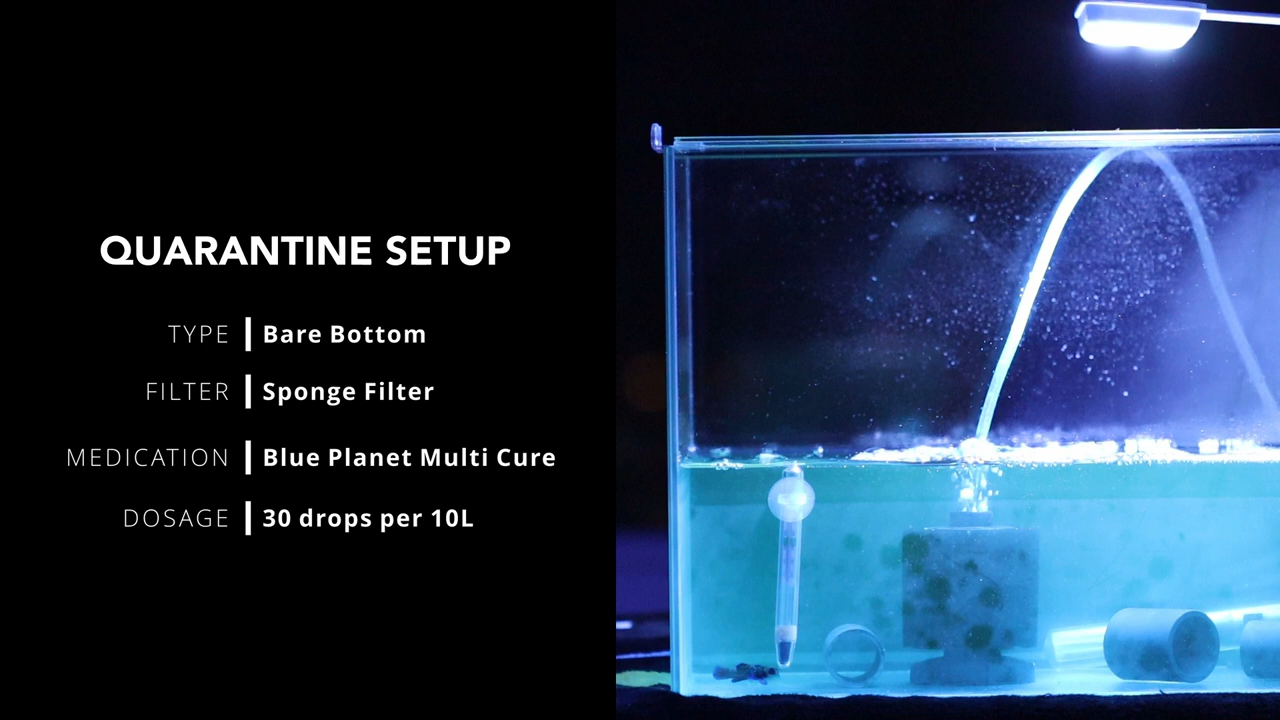 QUARANTINE SETUP
TYPE | Bare Bottom
FILTER | Sponge Filter
MEDICATION | Blue Planet Multi Cure
DOSAGE | 30 drops per 10L